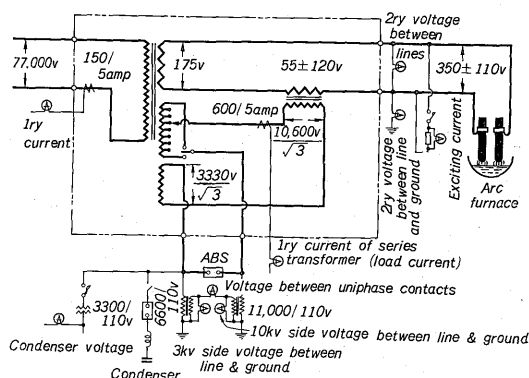 77,000v
150/
5amp
1ry
current
175v
55±120v
600/5amp
10,600v
√3
3330v
√3
2ry voltage
between
lines
350±110v
2ry voltage
between line
and ground
Exciting current
Arc
furnace
1ry current of series
transformer (load current)
ABS
Voltage between uniphase contacts
3300/
110v
6600/
110v
11,000/110v
10kv side voltage between line & ground
Condenser voltage
3kv side voltage between
line & ground
Condenser